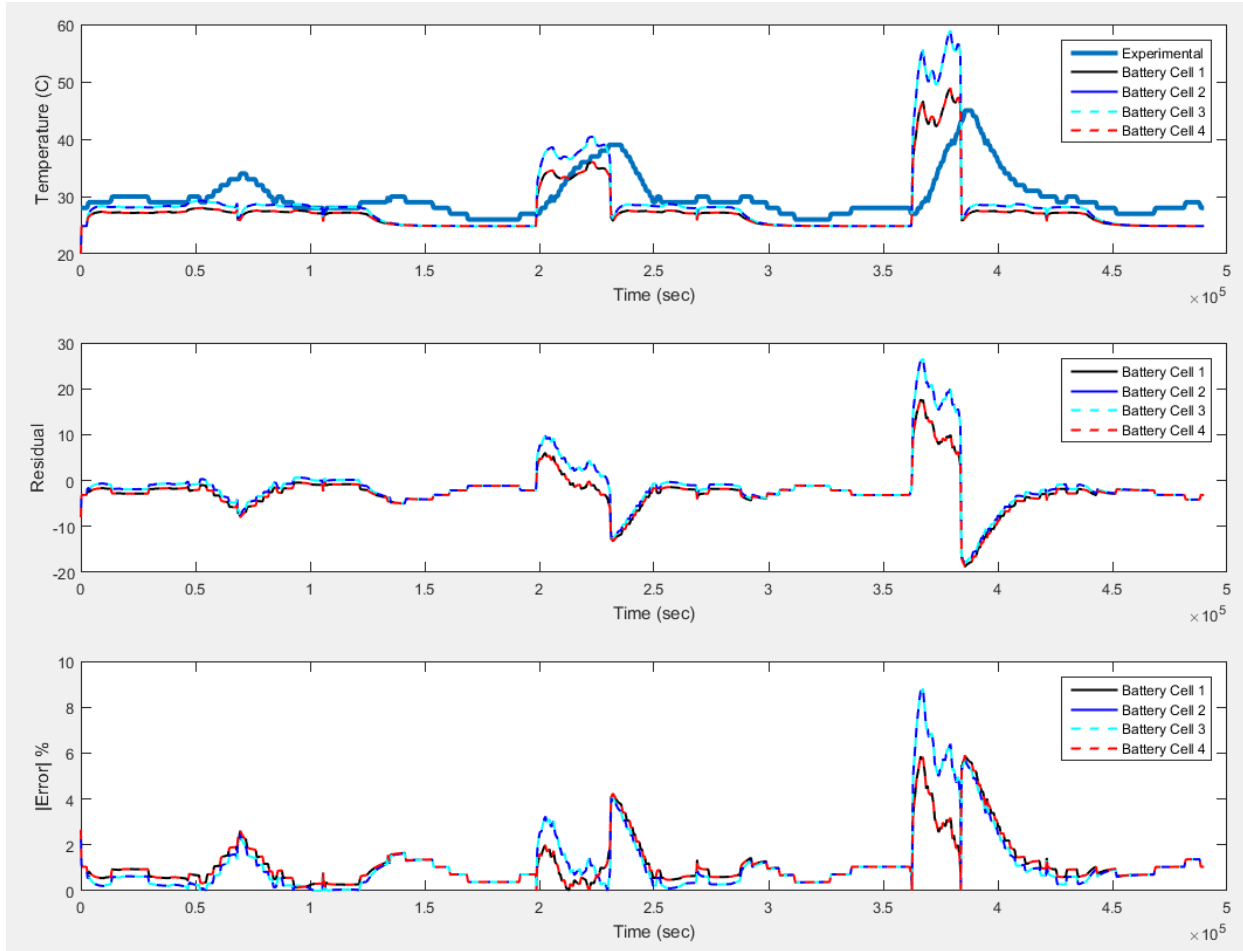 60
50
40
30
20
Temperature (C)
Experimental
Battery Cell 1
Battery Cell 2
Battery Cell 3
Battery Cell 4
0 0.5 1 1.5 2 2.5 3 3.5 4 4.5 5
Time (sec)
×10^5
30
20
10
0
-10
-20
Residual
Battery Cell 1
Battery Cell 2
Battery Cell 3
Battery Cell 4
0 0.5 1 1.5 2 2.5 3 3.5 4 4.5 5
Time (sec)
×10^5
10
8
6
4
2
0
|Error| %
Battery Cell 1
Battery Cell 2
Battery Cell 3
Battery Cell 4
0 0.5 1 1.5 2 2.5 3 3.5 4 4.5 5
Time (sec)
×10^5